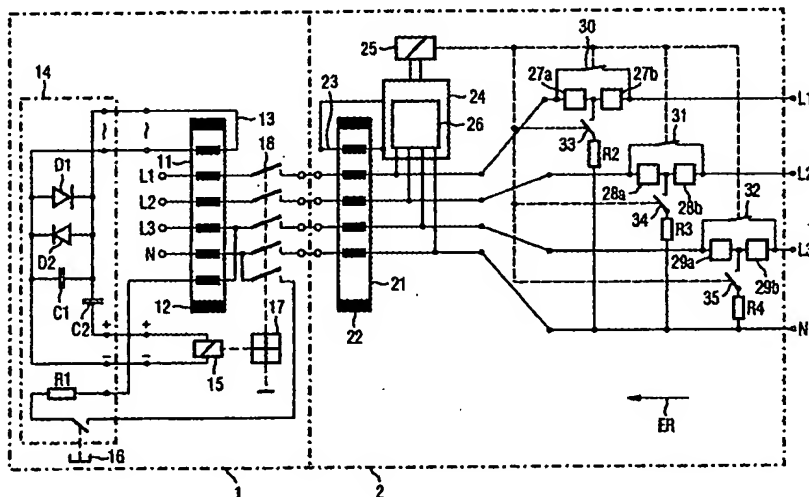 30
25
27a
27b
14
23
24
L1
13
26
18
11
33
R2
31
D1
L1
L2
L2
28a
28b
D2
L3
34
R3
32
L3
N
29a
29b
C1
21
35
R4
C2
12
17
22
N
+ +
15
R1
- -
ER
16
1
2